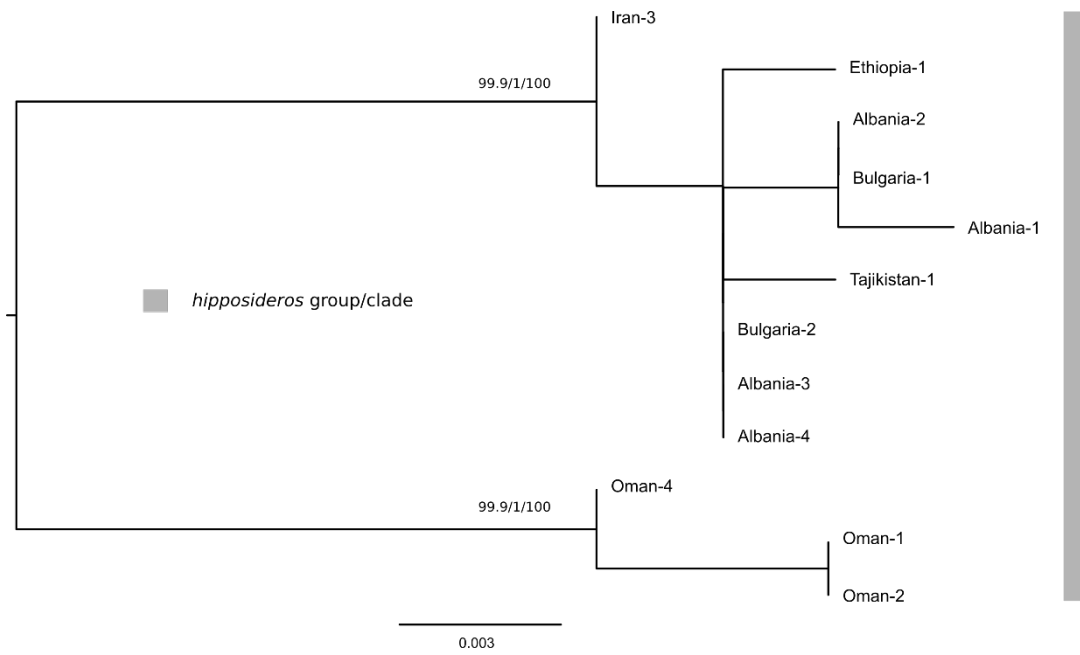 Iran-3
Ethiopia-1
99.9/1/100
Albania-2
Bulgaria-1
Albania-1
Tajikistan-1
hipposideros group/clade
Bulgaria-2
Albania-3
Albania-4
Oman-4
99.9/1/100
Oman-1
Oman-2
0.003